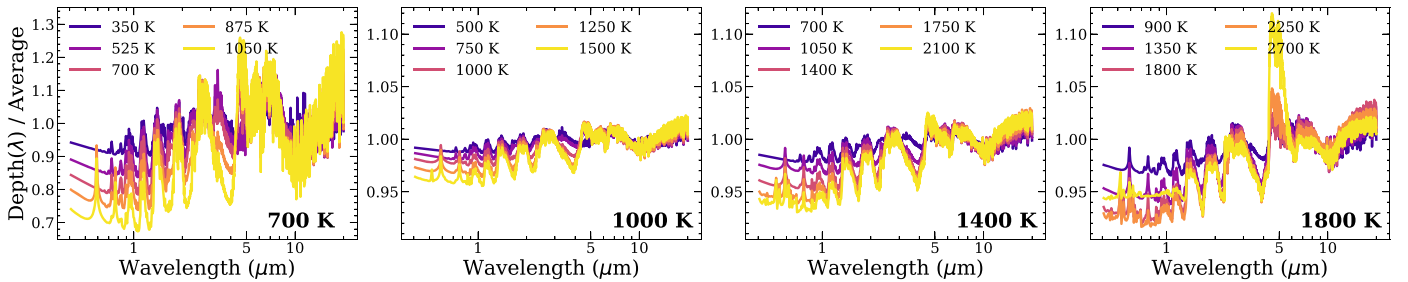 Depth(λ) / Average
1.3
1.2
1.1
1.0
0.9
0.8
0.7
350 K
525 K
700 K
875 K
1050 K
700 K
1
5
10
Wavelength (μm)
1.10
1.05
1.00
0.95
500 K
750 K
1000 K
1250 K
1500 K
1000 K
1
5
10
Wavelength (μm)
1.10
1.05
1.00
0.95
700 K
1050 K
1400 K
1750 K
2100 K
1400 K
1
5
10
Wavelength (μm)
1.10
1.05
1.00
0.95
900 K
1350 K
1800 K
2250 K
2700 K
1800 K
1
5
10
Wavelength (μm)